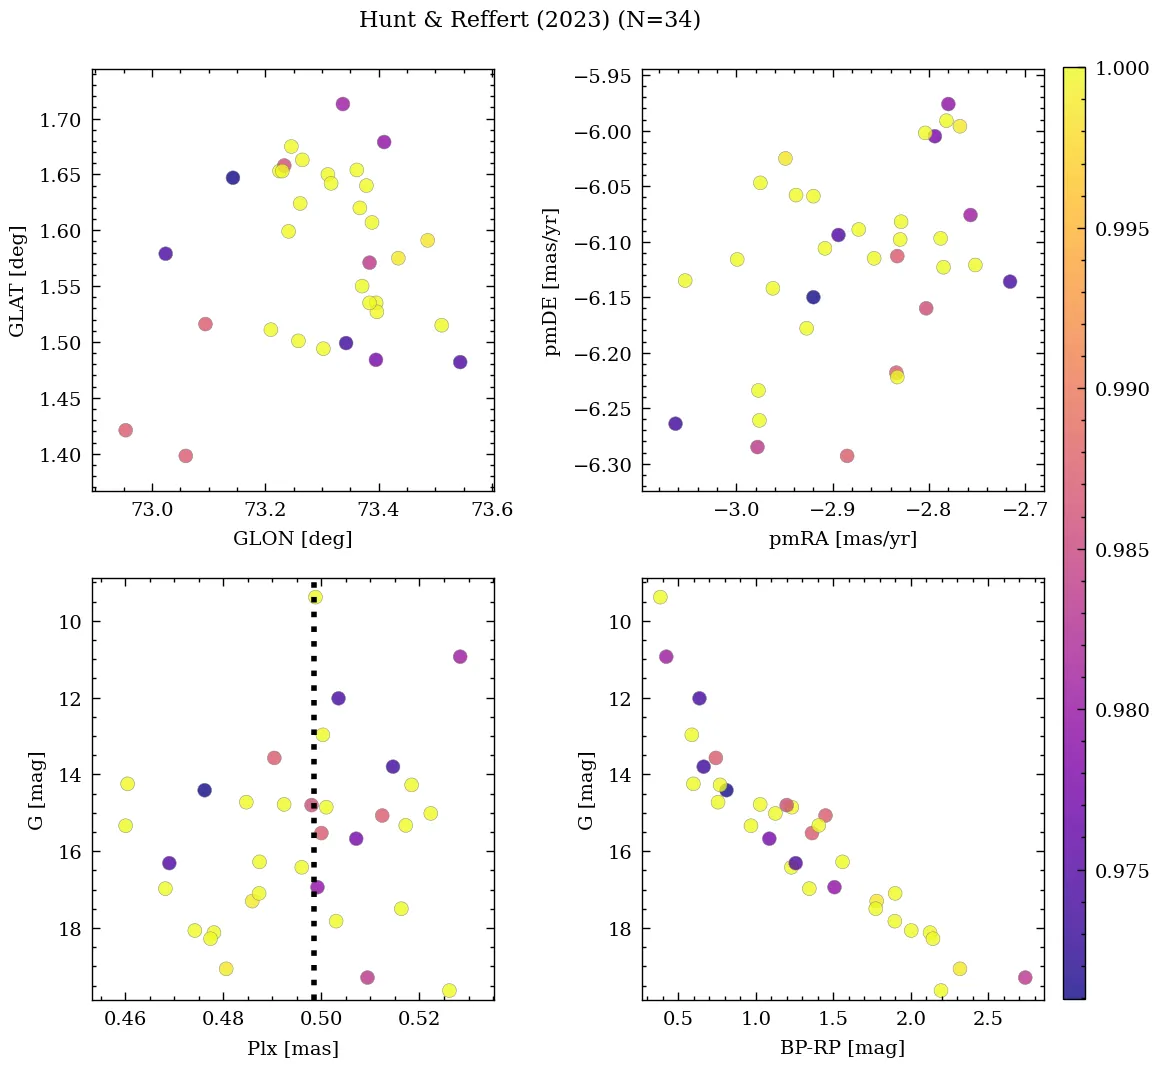 Hunt & Reffert (2023) (N=34)
1.70
1.65
1.60
1.55
1.50
1.45
1.40
GLAT [deg]
73.0 73.2 73.4 73.6
GLON [deg]
−5.95
−6.00
−6.05
−6.10
−6.15
−6.20
−6.25
−6.30
pmDE [mas/yr]
−3.0 −2.9 −2.8 −2.7
pmRA [mas/yr]
1.000
0.995
0.990
0.985
0.980
0.975
10
12
14
16
18
G [mag]
0.46 0.48 0.50 0.52
Plx [mas]
10
12
14
16
18
G [mag]
0.5 1.0 1.5 2.0 2.5
BP-RP [mag]